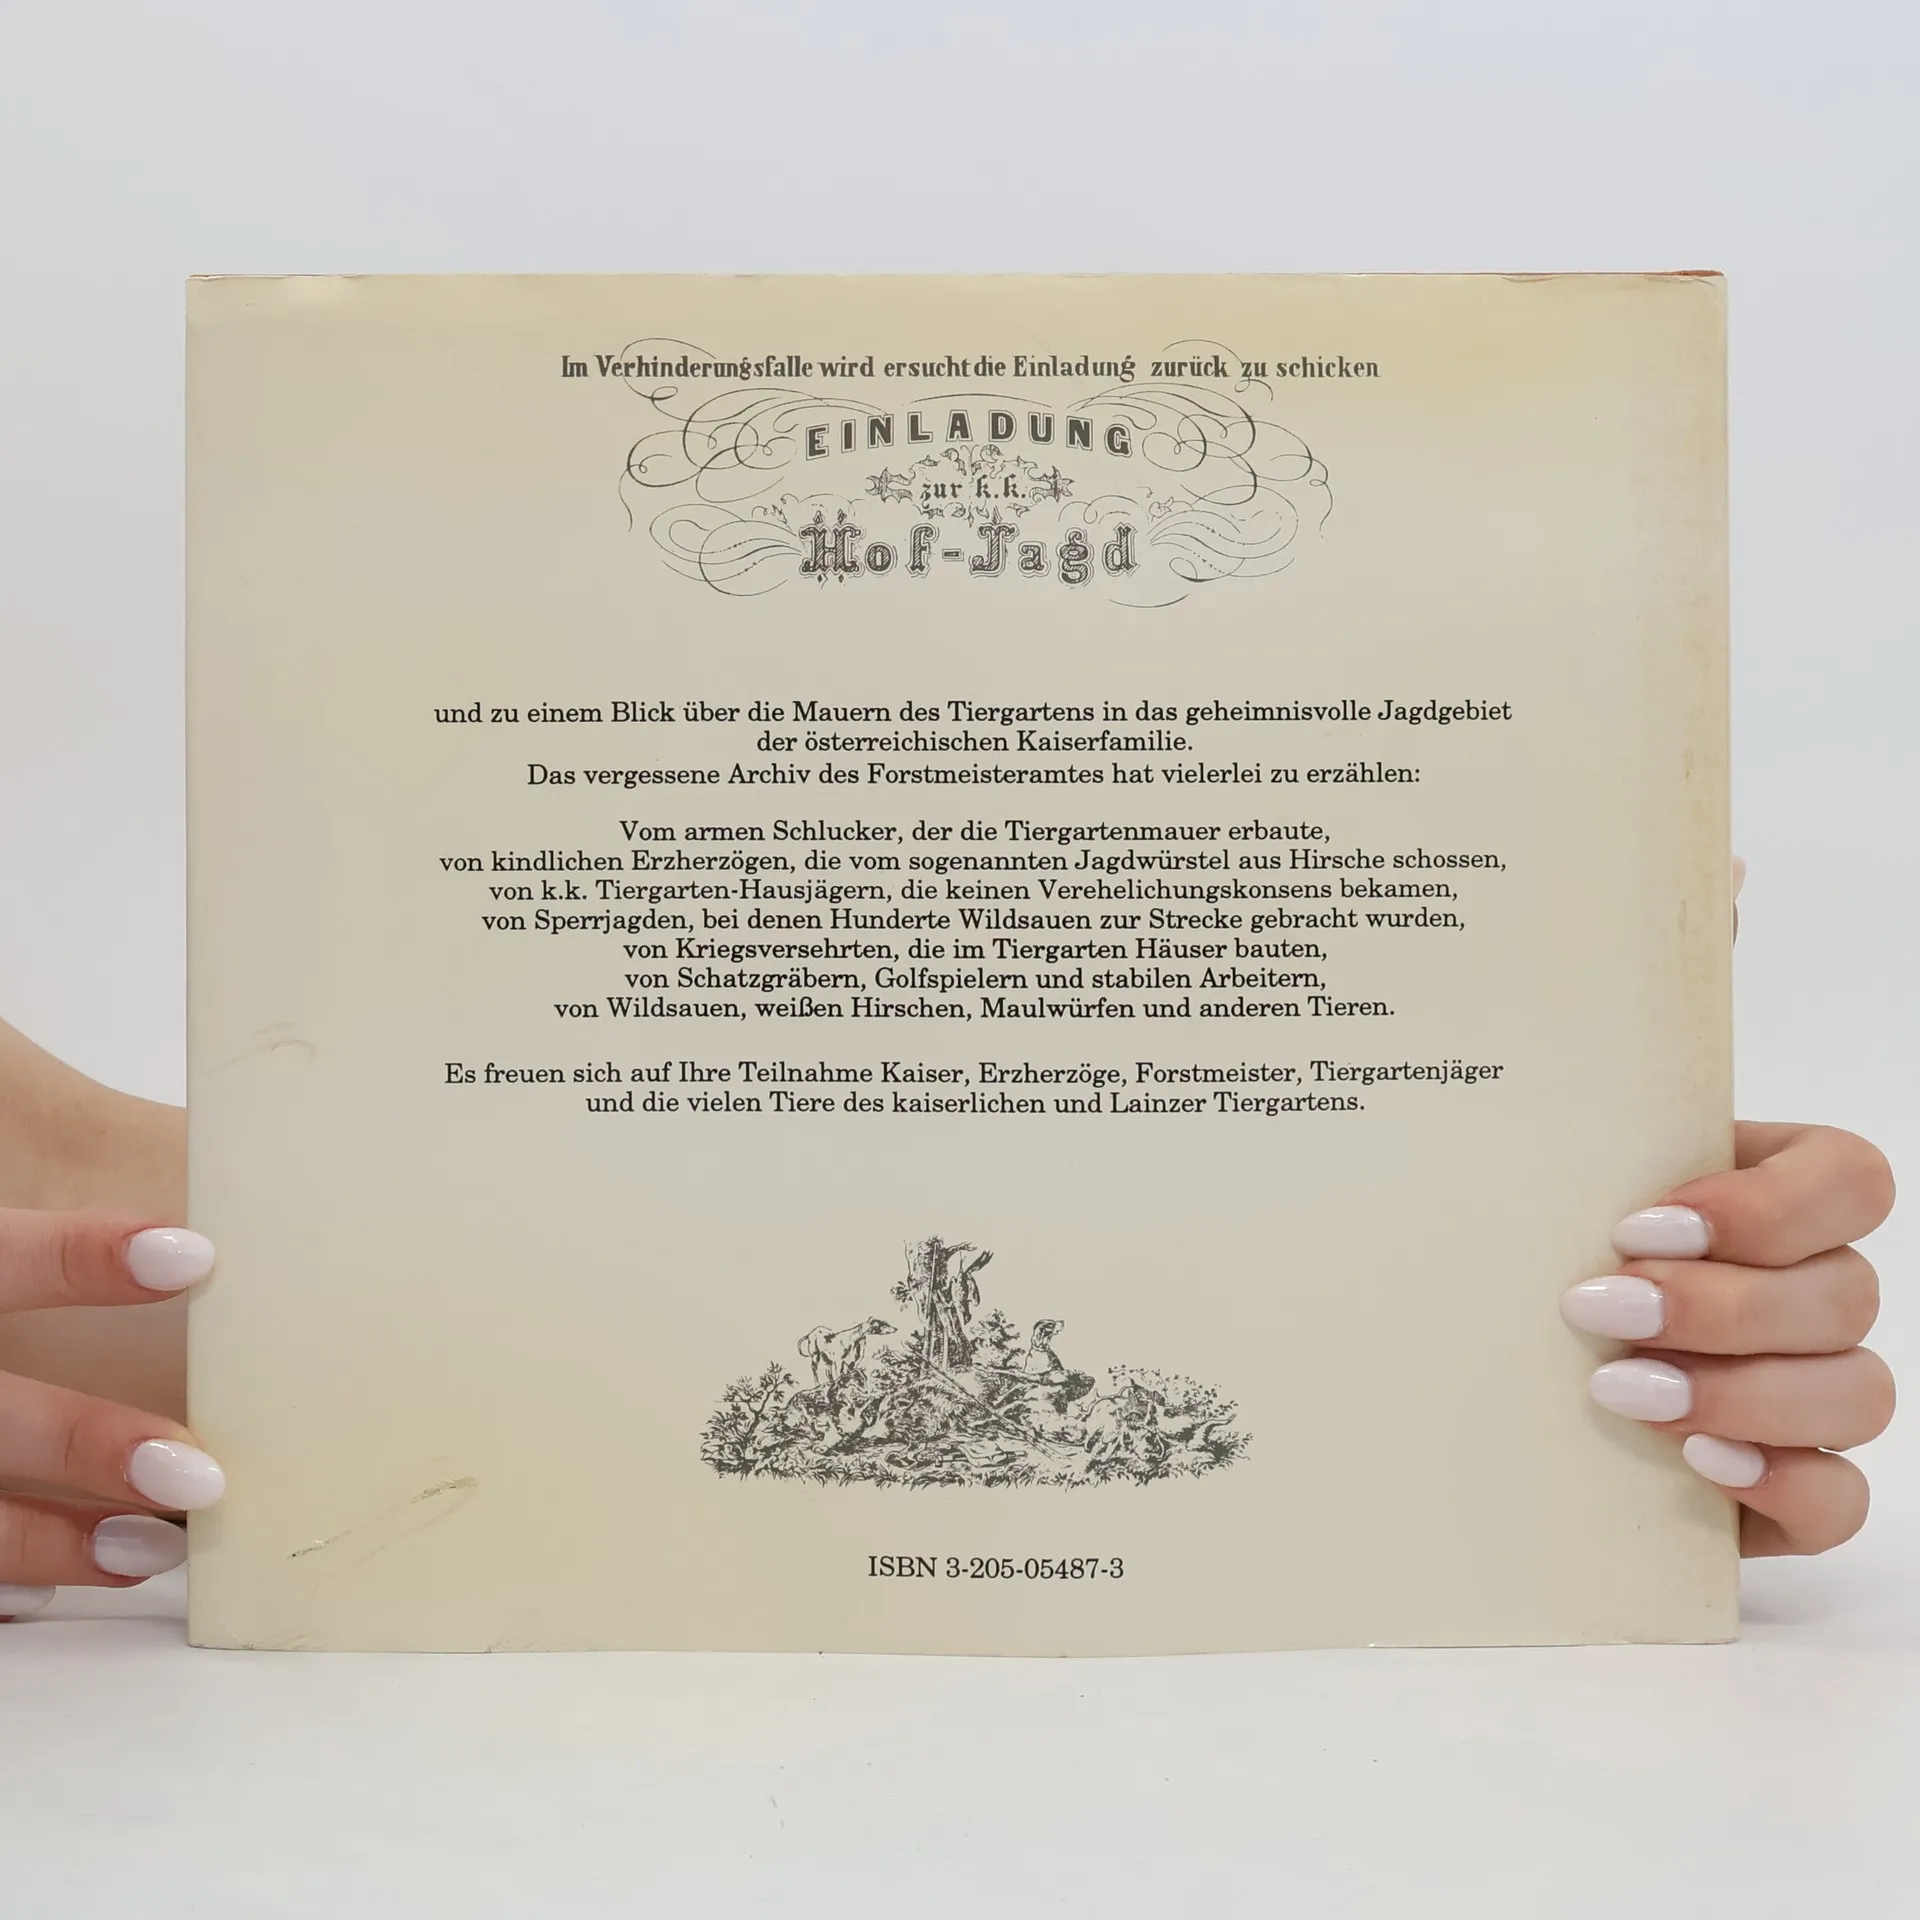 Im Verhinderungsfalle wird ersucht die Einladung zurück zu schicken
EINLADUNG
zur k.k.
Hof-Jagd
und zu einem Blick über die Mauern des Tiergartens in das geheimnisvolle Jagdgebiet
der österreichischen Kaiserfamilie.
Das vergessene Archiv des Forstmeisteramtes hat vielerlei zu erzählen:
Vom armen Schlucker, der die Tiergartenmauer erbaute,
von kindlichen Erzherzögen, die vom sogenannten Jagdwürstel aus Hirsche schossen,
von k.k. Tiergarten-Hausjägern, die keinen Verehelichungskonsens bekamen,
von Sperrjagden, bei denen Hunderte Wildsauen zur Strecke gebracht wurden,
von Kriegsversehrten, die im Tiergarten Häuser bauten,
von Schatzgräbern, Golfspielern und stabilen Arbeitern,
von Wildsauen, weißen Hirschen, Maulwürfen und anderen Tieren.
Es freuen sich auf Ihre Teilnahme Kaiser, Erzherzöge, Forstmeister, Tiergartenjäger
und die vielen Tiere des kaiserlichen und Lainzer Tiergartens.
ISBN 3-205-05487-3